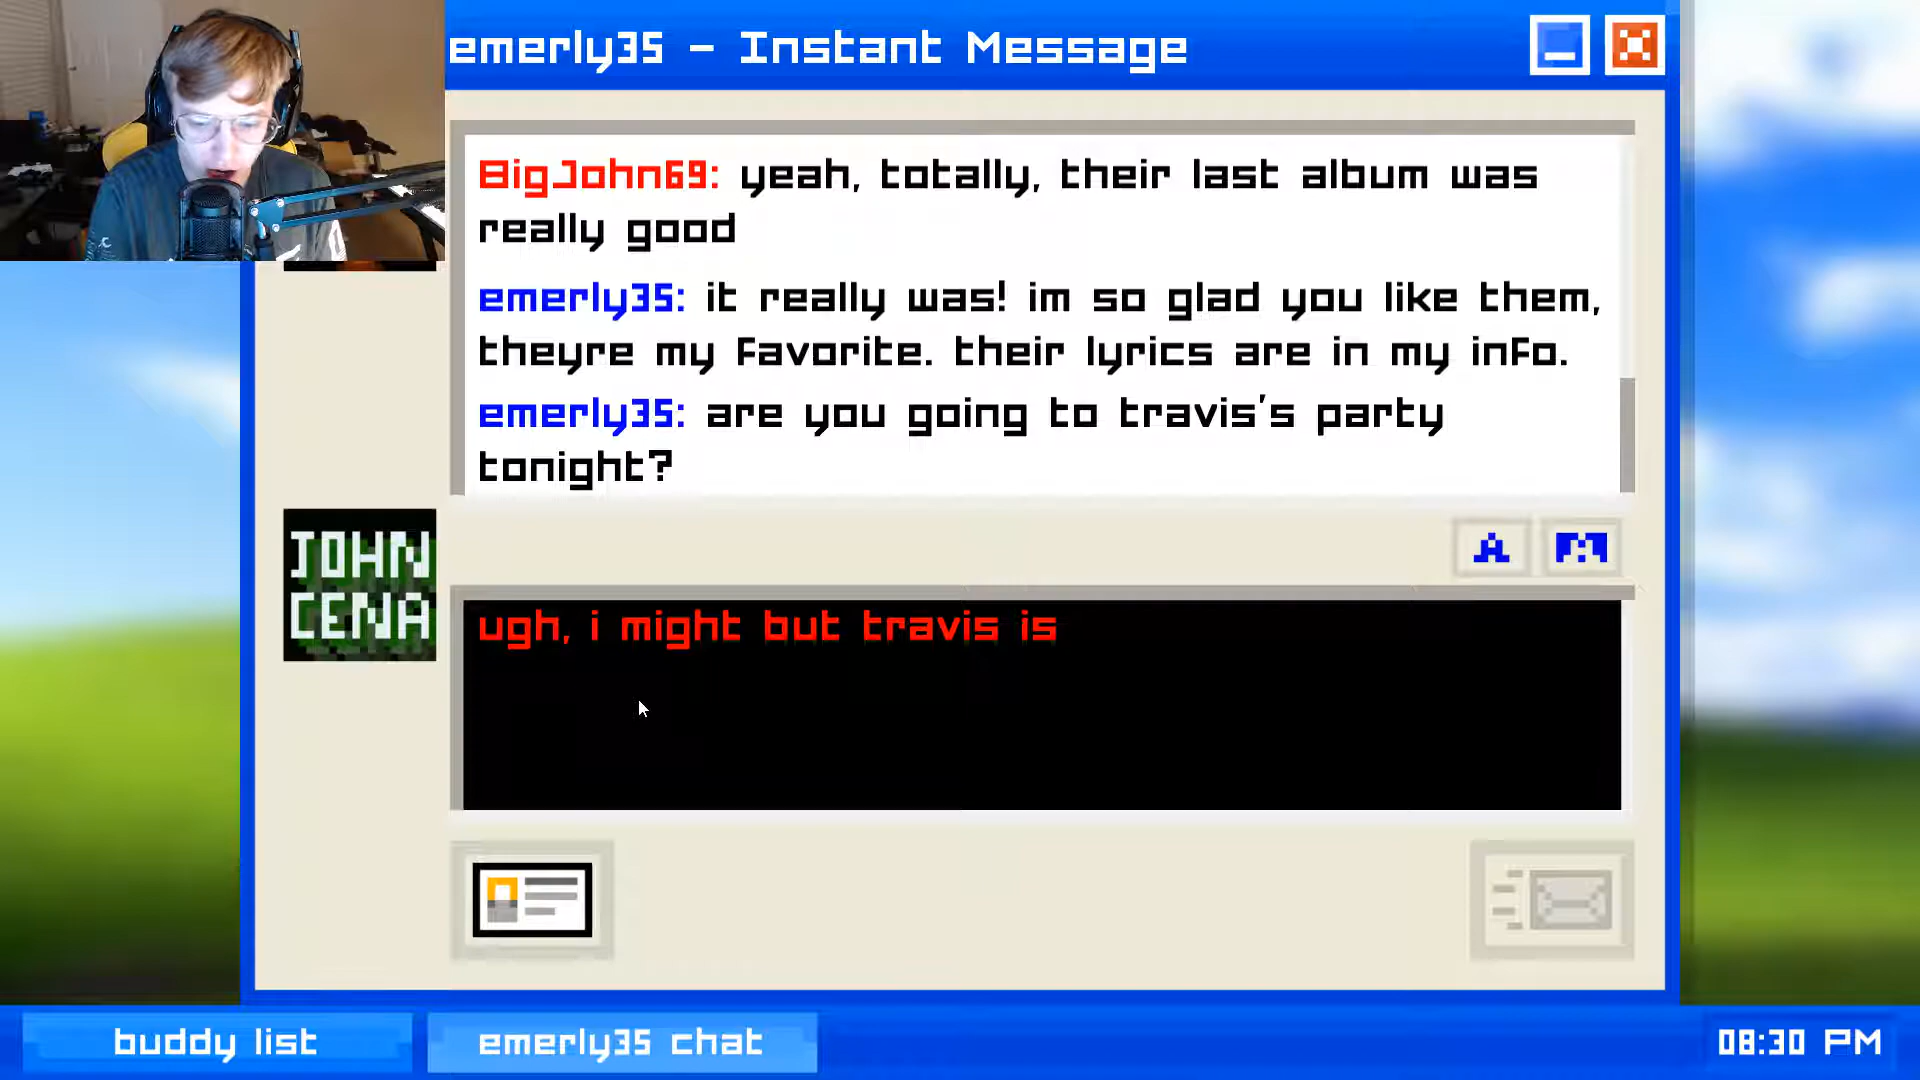 emerly35 - Instant Message
BigJohn69: yeah, totally, their last album was
really good
emerly35: it really was! im so glad you like them,
theyre my favorite. their lyrics are in my info.
emerly35: are you going to travis's party
tonight?
A
JOHN
CENA
ugh, i might but travis is
buddy list
emerly35 chat
08:30 PM